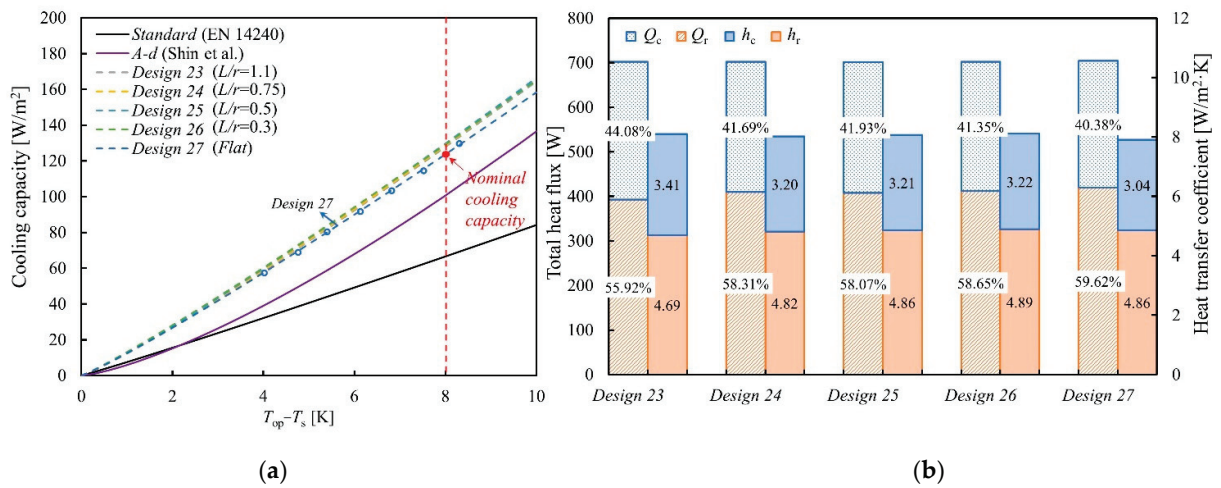 200
180
160
140
120
100
80
60
40
20
0
Cooling capacity [W/m²]
Standard (EN 14240)
A-d (Shin et al.)
Design 23 (L/r=1.1)
Design 24 (L/r=0.75)
Design 25 (L/r=0.5)
Design 26 (L/r=0.3)
Design 27 (Flat)
Design 27
Nominal
cooling
capacity
0 2 4 6 8 10
Top−Ts [K]
(a)
800
700
600
500
400
300
200
100
0
Total heat flux [W]
Qc Qr hc hr
44.08% 41.69% 41.93% 41.35% 40.38%
3.41 3.20 3.21 3.22 3.04
55.92% 58.31% 58.07% 58.65% 59.62%
4.69 4.82 4.86 4.89 4.86
Design 23 Design 24 Design 25 Design 26 Design 27
12
10
8
6
4
2
0
Heat transfer coefficient [W/m²·K]
(b)